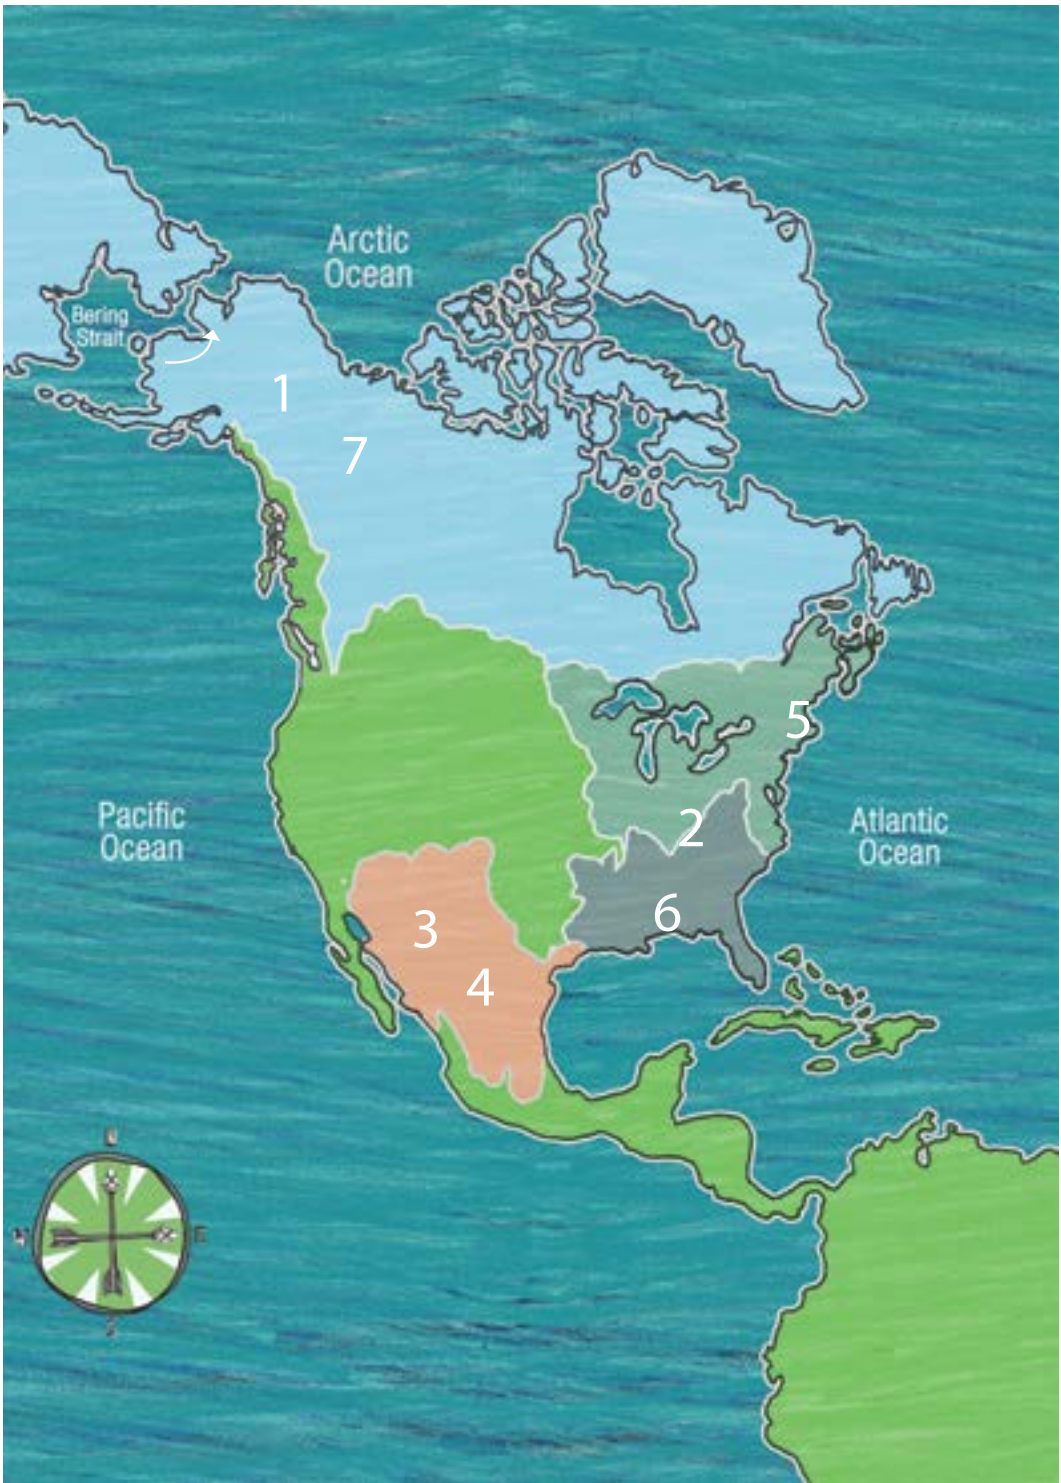 Arctic
Ocean
Bering
Strait
1
7
5
Pacific
Ocean
2
Atlantic
Ocean
6
3
4